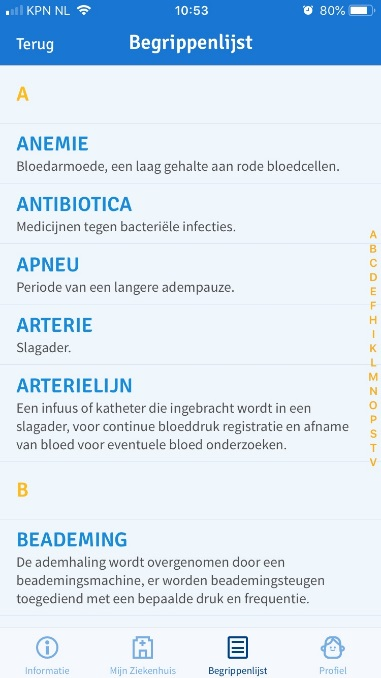 KPN NL 10:53 80%
Terug Begrippenlijst
A
ANEMIE
Bloedarmoede, een laag gehalte aan rode bloedcellen.
ANTIBIOTICA
Medicijnen tegen bacteriële infecties.
APNEU
Periode van een langere adempauze.
ARTERIE
Slagader.
ARTERIELIJN
Een infuus of katheter die ingebracht wordt in een
slagader, voor continue bloeddruk registratie en afname
van bloed voor eventuele bloed onderzoeken.
B
BEADEMING
De ademhaling wordt overgenomen door een
beademingsmachine, er worden beademingsteugen
toegediend met een bepaalde druk en frequentie.
A
B
C
D
E
F
H
I
K
L
M
N
O
P
S
T
V
Informatie Mijn Ziekenhuis Begrippenlijst Profiel